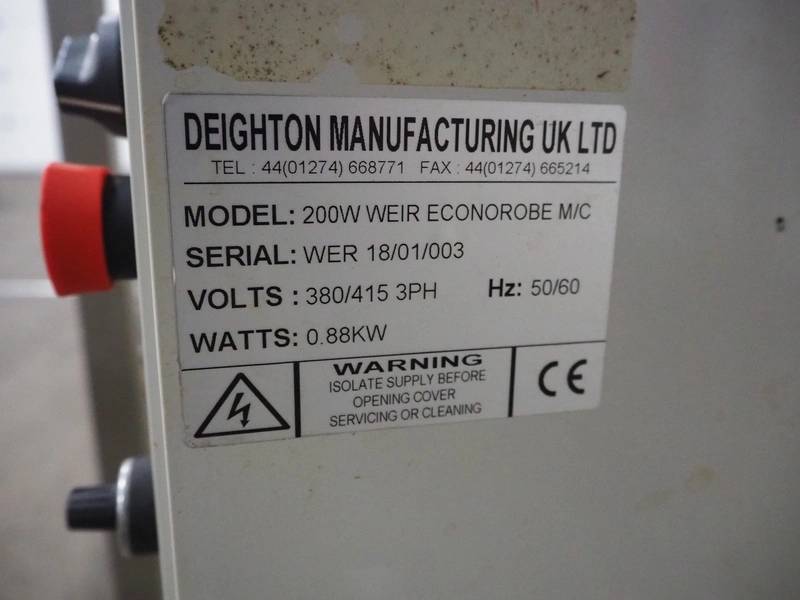 DEIGHTON MANUFACTURING UK LTD
TEL : 44(01274) 668771 FAX : 44(01274) 665214
MODEL: 200W WEIR ECONOROBE M/C
SERIAL: WER 18/01/003
VOLTS : 380/415 3PH Hz: 50/60
WATTS: 0.88KW
WARNING
ISOLATE SUPPLY BEFORE
OPENING COVER
SERVICING OR CLEANING
CE